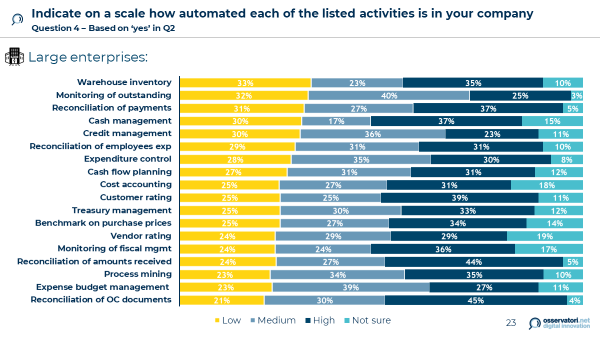 Indicate on a scale how automated each of the listed activities is in your company
Question 4 – Based on ‘yes’ in Q2
Large enterprises:
Warehouse inventory 33% 23% 35% 10%
Monitoring of outstanding 32% 40% 25% 3%
Reconciliation of payments 31% 27% 37% 5%
Cash management 30% 17% 37% 15%
Credit management 30% 36% 23% 11%
Reconciliation of employees exp 29% 31% 31% 10%
Expenditure control 28% 35% 30% 8%
Cash flow planning 27% 31% 31% 12%
Cost accounting 25% 27% 31% 18%
Customer rating 25% 25% 39% 11%
Treasury management 25% 30% 33% 12%
Benchmark on purchase prices 25% 27% 34% 14%
Vendor rating 24% 29% 29% 19%
Monitoring of fiscal mgmt 24% 24% 36% 17%
Reconciliation of amounts received 24% 27% 44% 5%
Process mining 23% 34% 35% 10%
Expense budget management 23% 39% 27% 11%
Reconciliation of OC documents 21% 30% 45% 4%
Low Medium High Not sure
23
osservatori.net
digital innovation